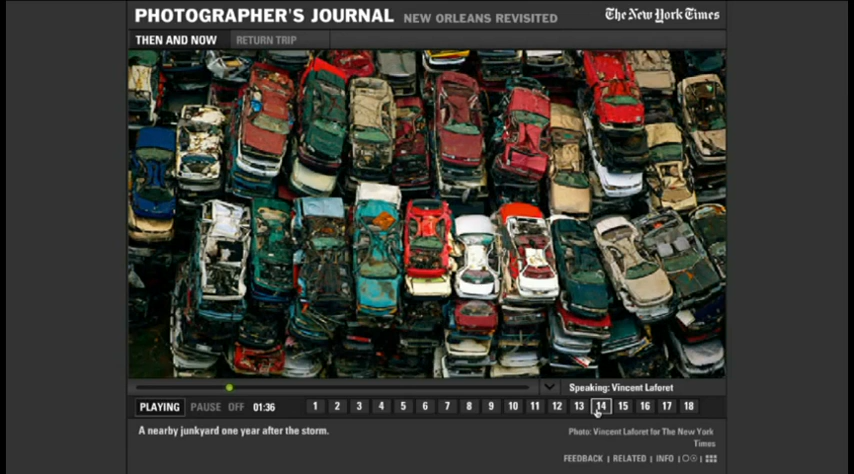 PHOTOGRAPHER'S JOURNAL NEW ORLEANS REVISITED
The New York Times
THEN AND NOW RETURN TRIP
Speaking: Vincent Laforet
PLAYING PAUSE OFF 01:36 1 2 3 4 5 6 7 8 9 10 11 12 13 14 15 16 17 18
A nearby junkyard one year after the storm.
Photo: Vincent Laforet for The New York
Times
FEEDBACK | RELATED | INFO |